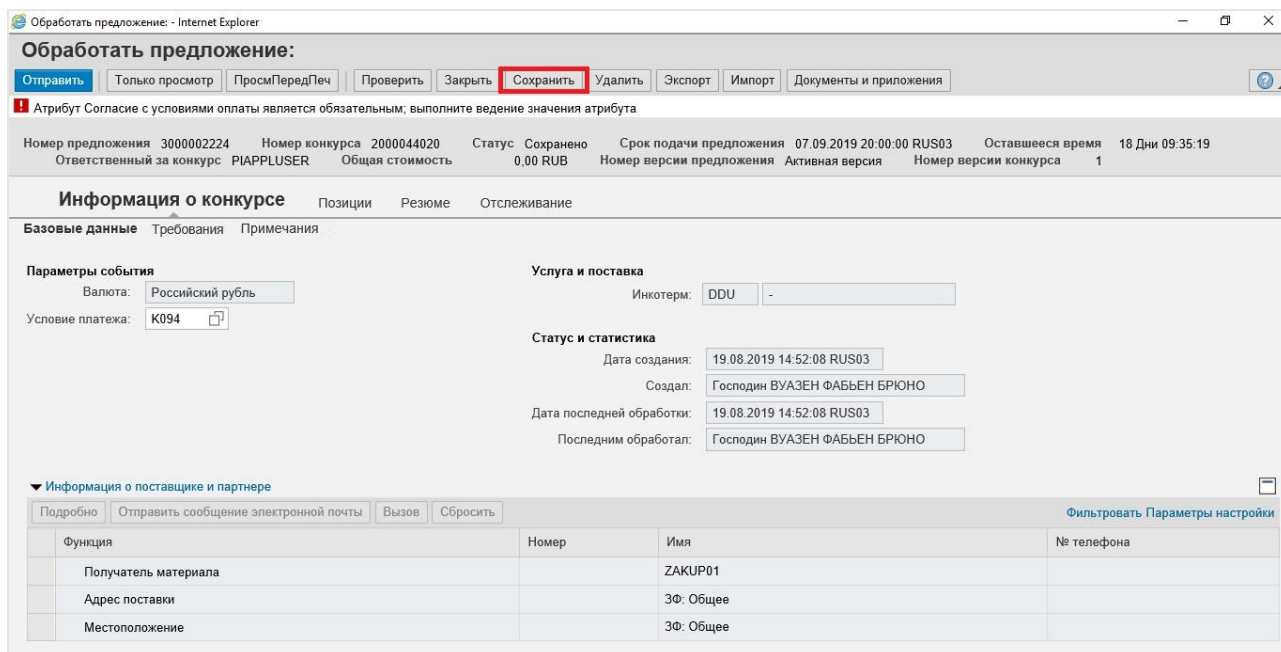 Обработать предложение: - Internet Explorer
Обработать предложение:
Отправить Только просмотр ПросмПередПеч Проверить Закрыть Сохранить Удалить Экспорт Импорт Документы и приложения
Атрибут Согласие с условиями оплаты является обязательным; выполните ведение значения атрибута
Номер предложения 3000002224 Номер конкурса 2000044020 Статус Сохранено Срок подачи предложения 07.09.2019 20:00:00 RUS03 Оставшееся время 18 Дни 09:35:19
Ответственный за конкурс PIAPPLUSER Общая стоимость 0,00 RUB Номер версии предложения Активная версия Номер версии конкурса 1
Информация о конкурсе Позиции Резюме Отслеживание
Базовые данные Требования Примечания
Параметры события Услуга и поставка
Валюта: Российский рубль Инкотерм: DDU -
Условие платежа: K094
Статус и статистика
Дата создания: 19.08.2019 14:52:08 RUS03
Создал: Господин ВУАЗЕН ФАБЬЕН БРЮНО
Дата последней обработки: 19.08.2019 14:52:08 RUS03
Последним обработал: Господин ВУАЗЕН ФАБЬЕН БРЮНО
Информация о поставщике и партнере
Подробно Отправить сообщение электронной почты Вызов Сбросить Фильтровать Параметры настройки
Функция Номер Имя № телефона
Получатель материала ZAKUP01
Адрес поставки ЗФ: Общее
Местоположение ЗФ: Общее